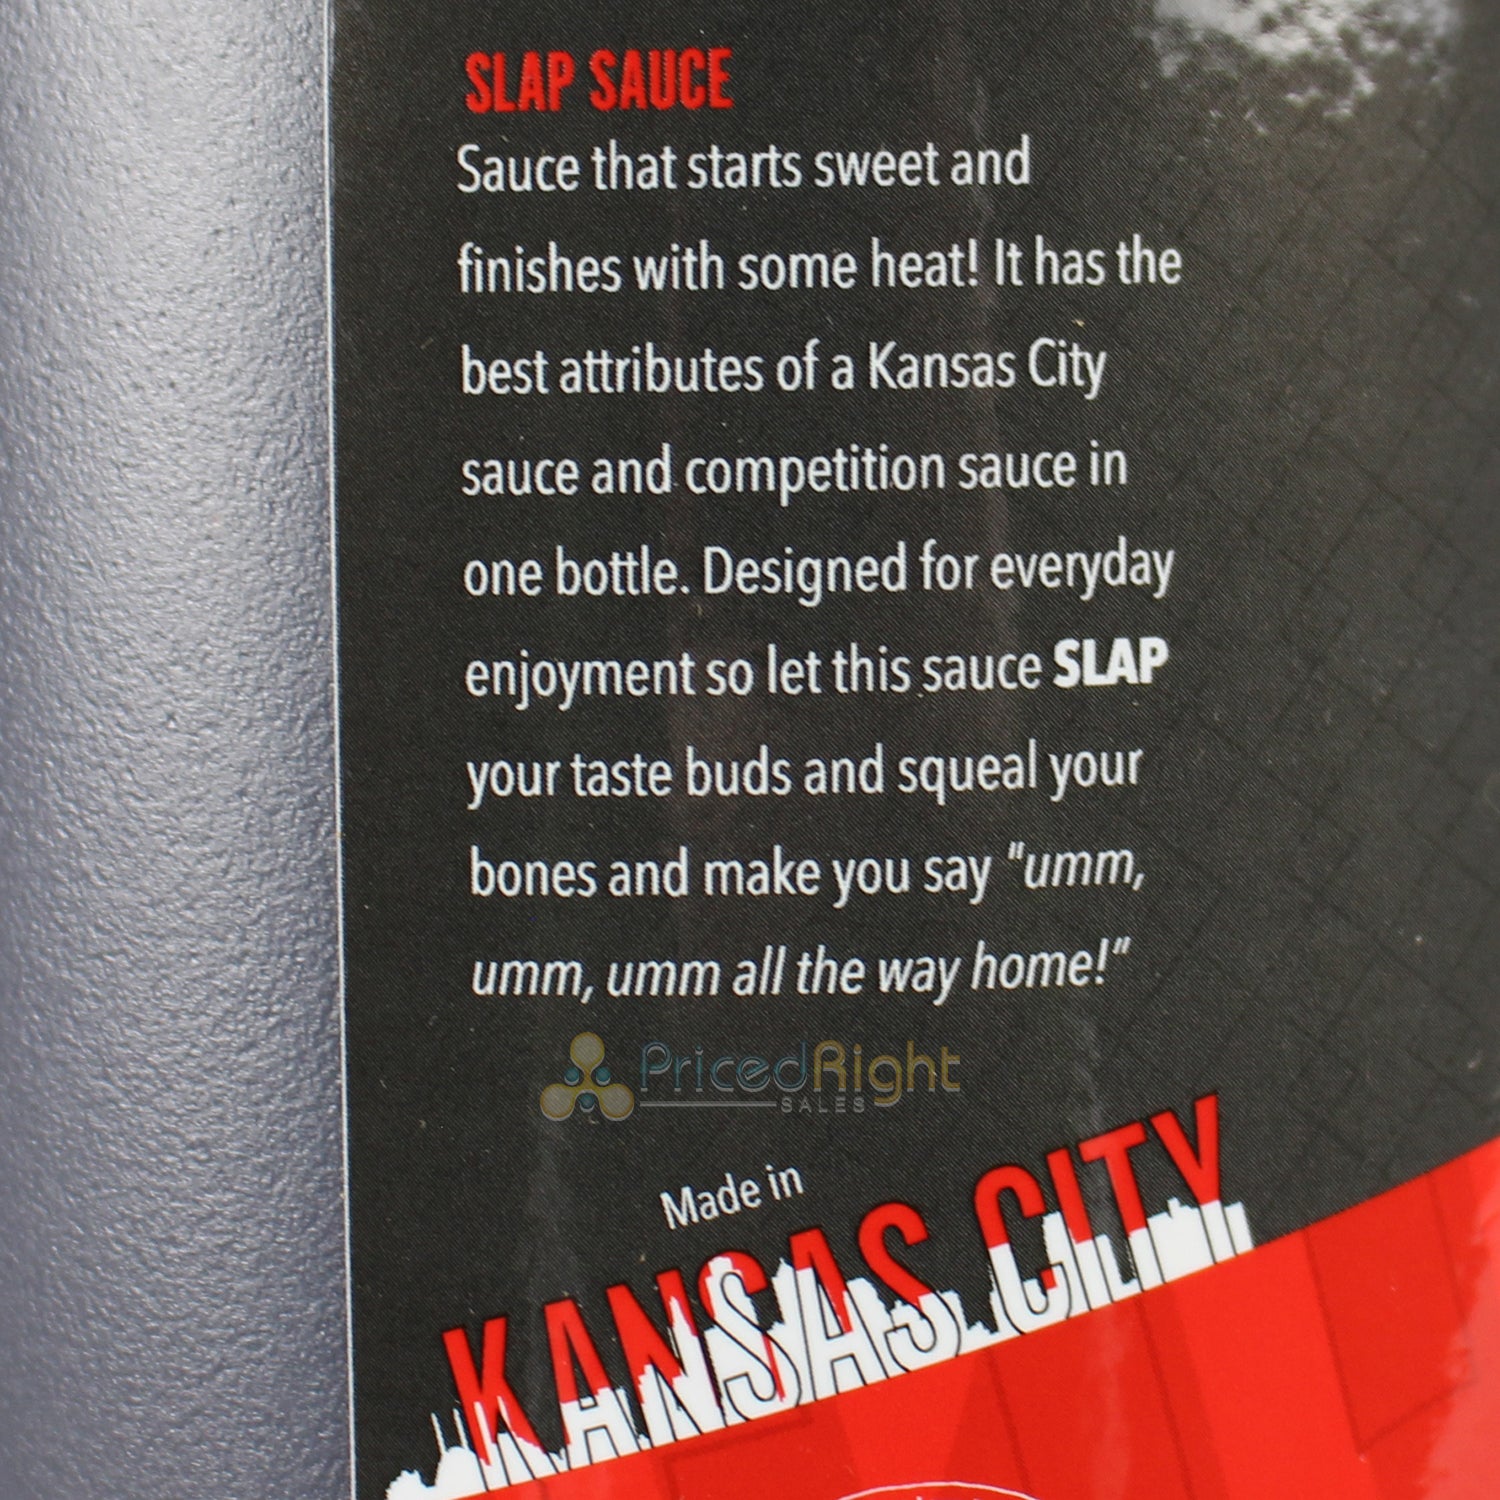 SLAP SAUCE
Sauce that starts sweet and
finishes with some heat! It has the
best attributes of a Kansas City
sauce and competition sauce in
one bottle. Designed for everyday
enjoyment so let this sauce SLAP
your taste buds and squeal your
bones and make you say "umm,
umm, umm all the way home!"
PricedRight
SALES
Made in
KANSAS CITY